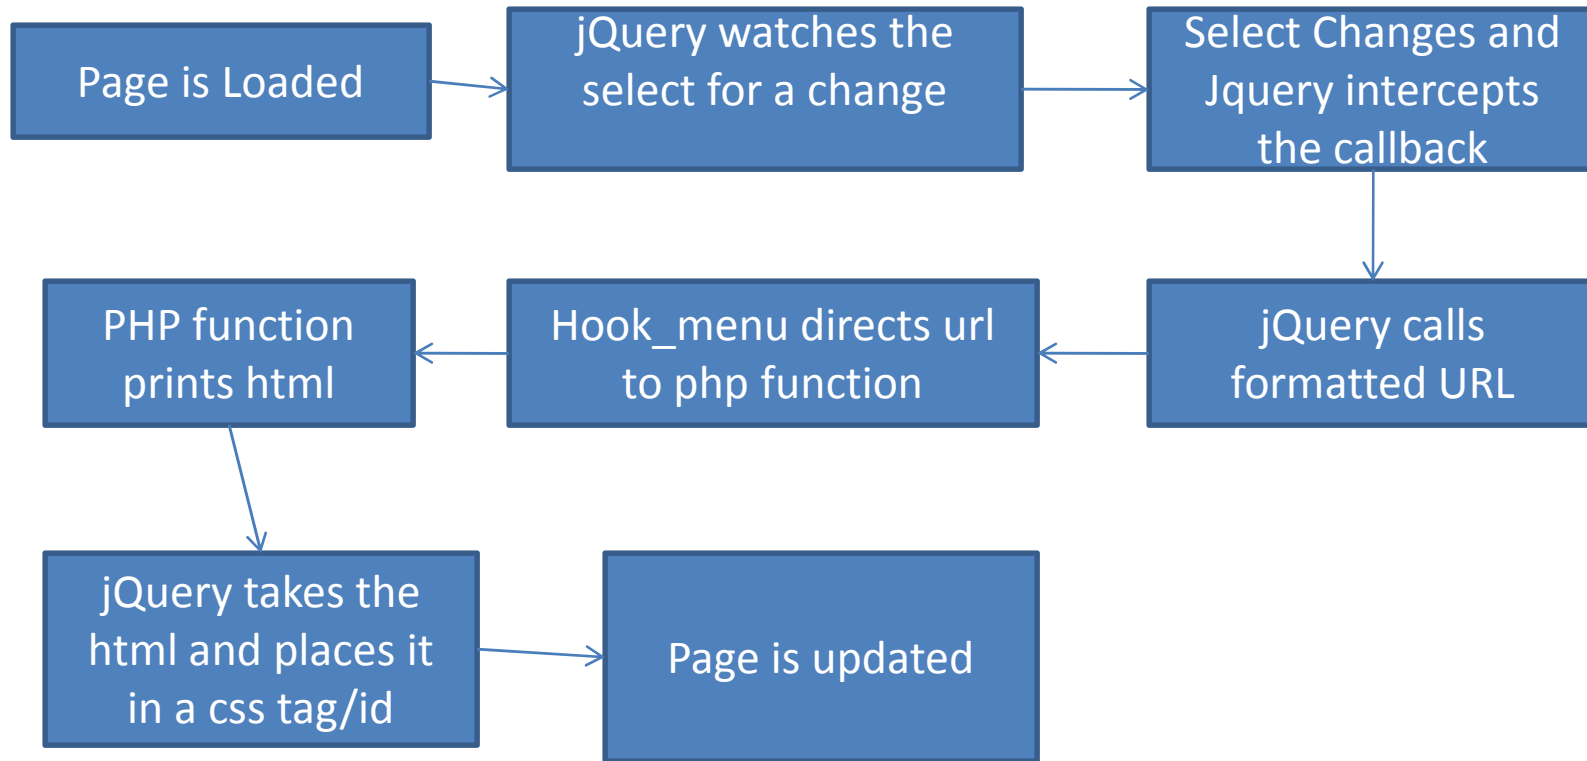 Page is Loaded
jQuery watches the
select for a change
Select Changes and
Jquery intercepts
the callback
jQuery calls
formatted URL
Hook_menu directs url
to php function
PHP function
prints html
jQuery takes the
html and places it
in a css tag/id
Page is updated